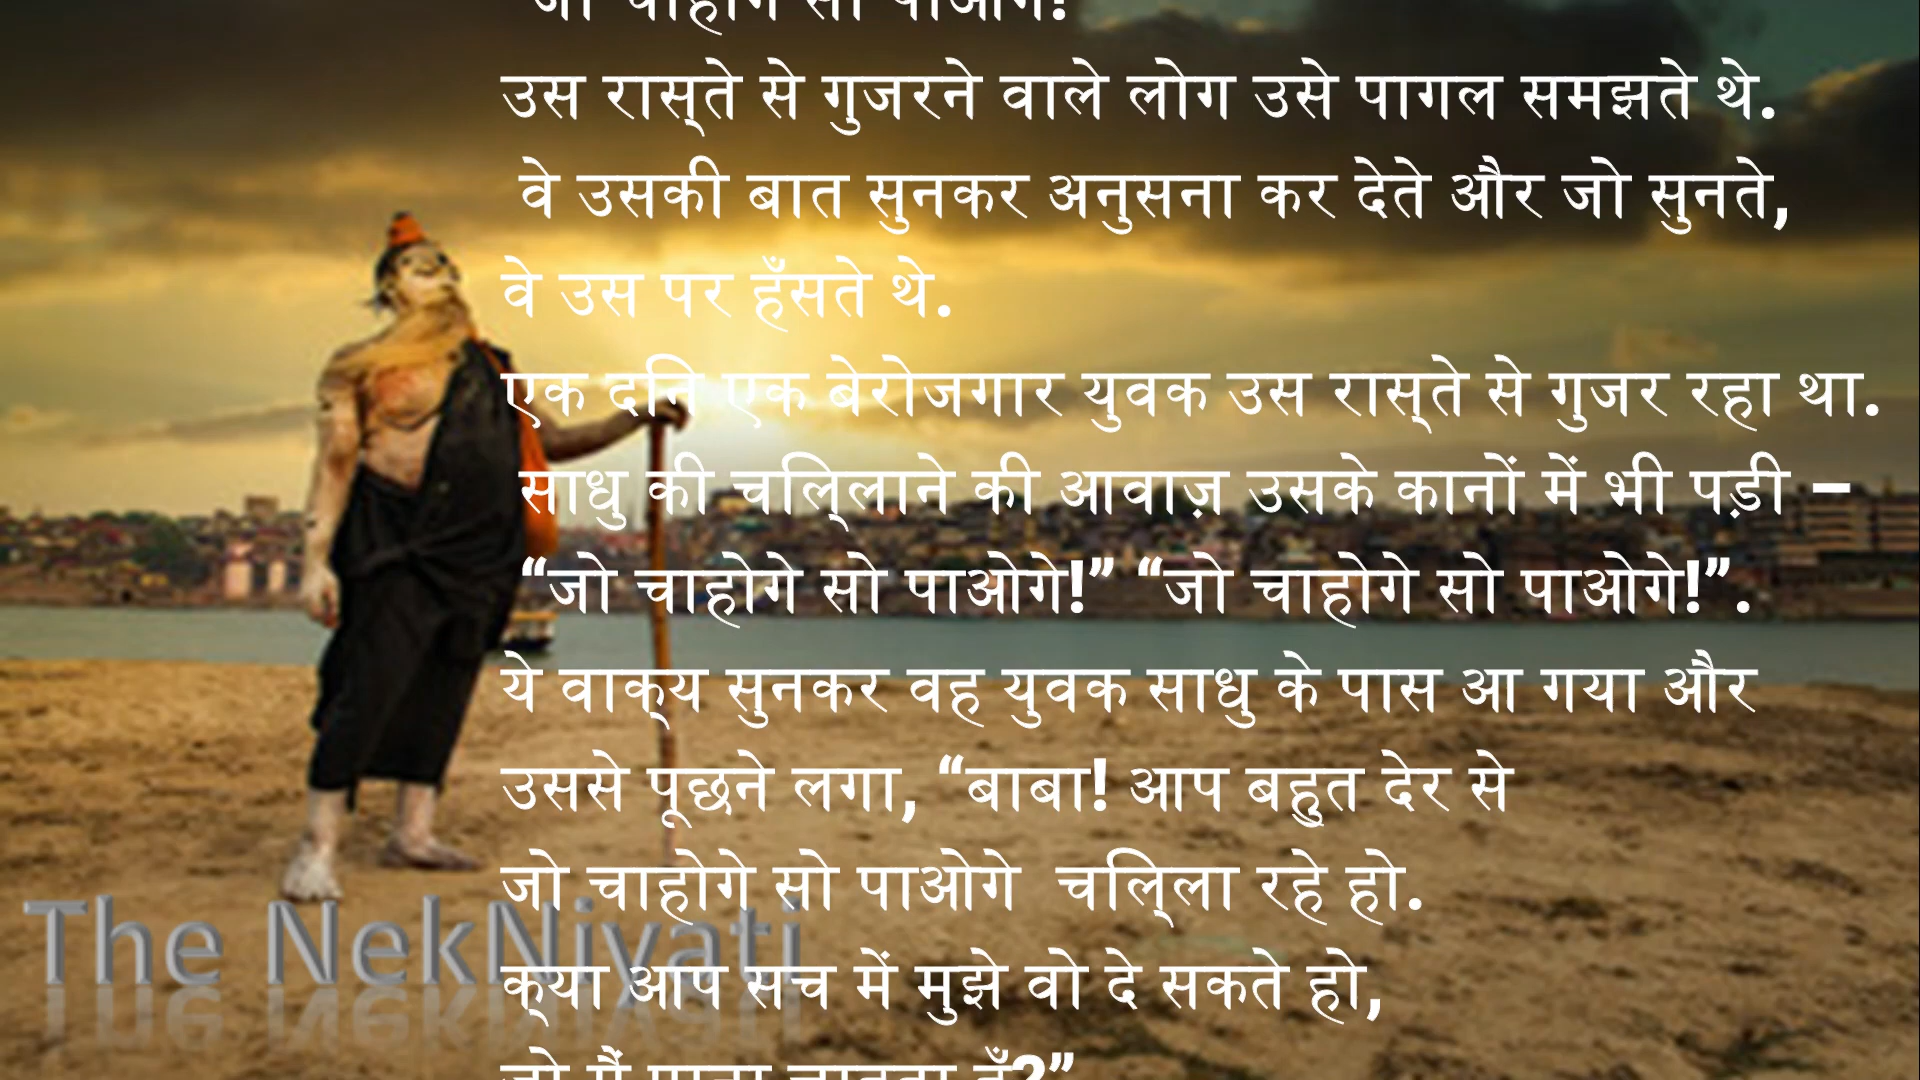 जो चाहोगे सो पाओगे!
उस रास्ते से गुजरने वाले लोग उसे पागल समझते थे.
वे उसकी बात सुनकर अनुसना कर देते और जो सुनते,
वे उस पर हँसते थे.
एक दिन एक बेरोजगार युवक उस रास्ते से गुजर रहा था.
साधु की चिल्लाने की आवाज़ उसके कानों में भी पड़ी –
“जो चाहोगे सो पाओगे!” “जो चाहोगे सो पाओगे!”.
ये वाक्य सुनकर वह युवक साधु के पास आ गया और
उससे पूछने लगा, “बाबा! आप बहुत देर से
जो चाहोगे सो पाओगे चिल्ला रहे हो.
The NekNiyati
क्या आप सच में मुझे वो दे सकते हो,
जो मैं पाना चाहता हूँ?”